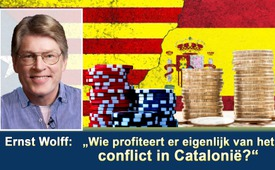 Ernst Wolff: „Wie profiteert er eigenlijk van het
conflict in Catalonië?“